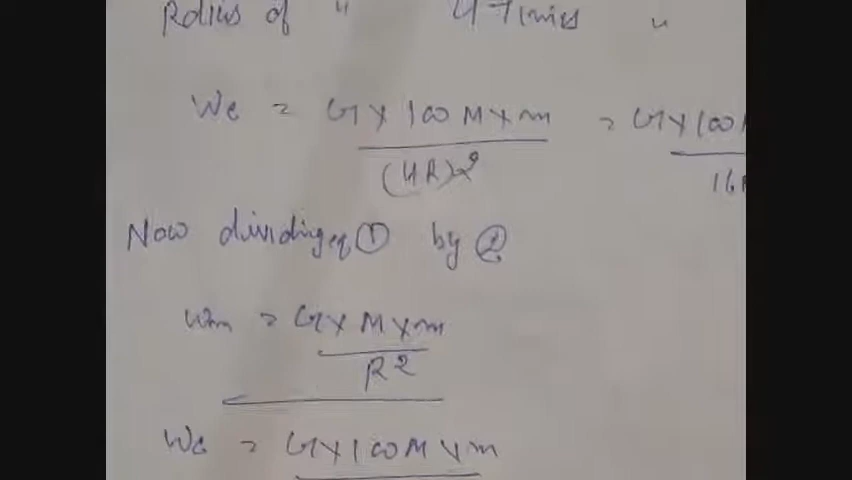 Radius of " 4 times "
We = G × 100 M × m / (4R)² = G × 100 M / 16R
Now dividing eq ① by ②
Wm = G × M × m / R²
We = G × 100 M × m